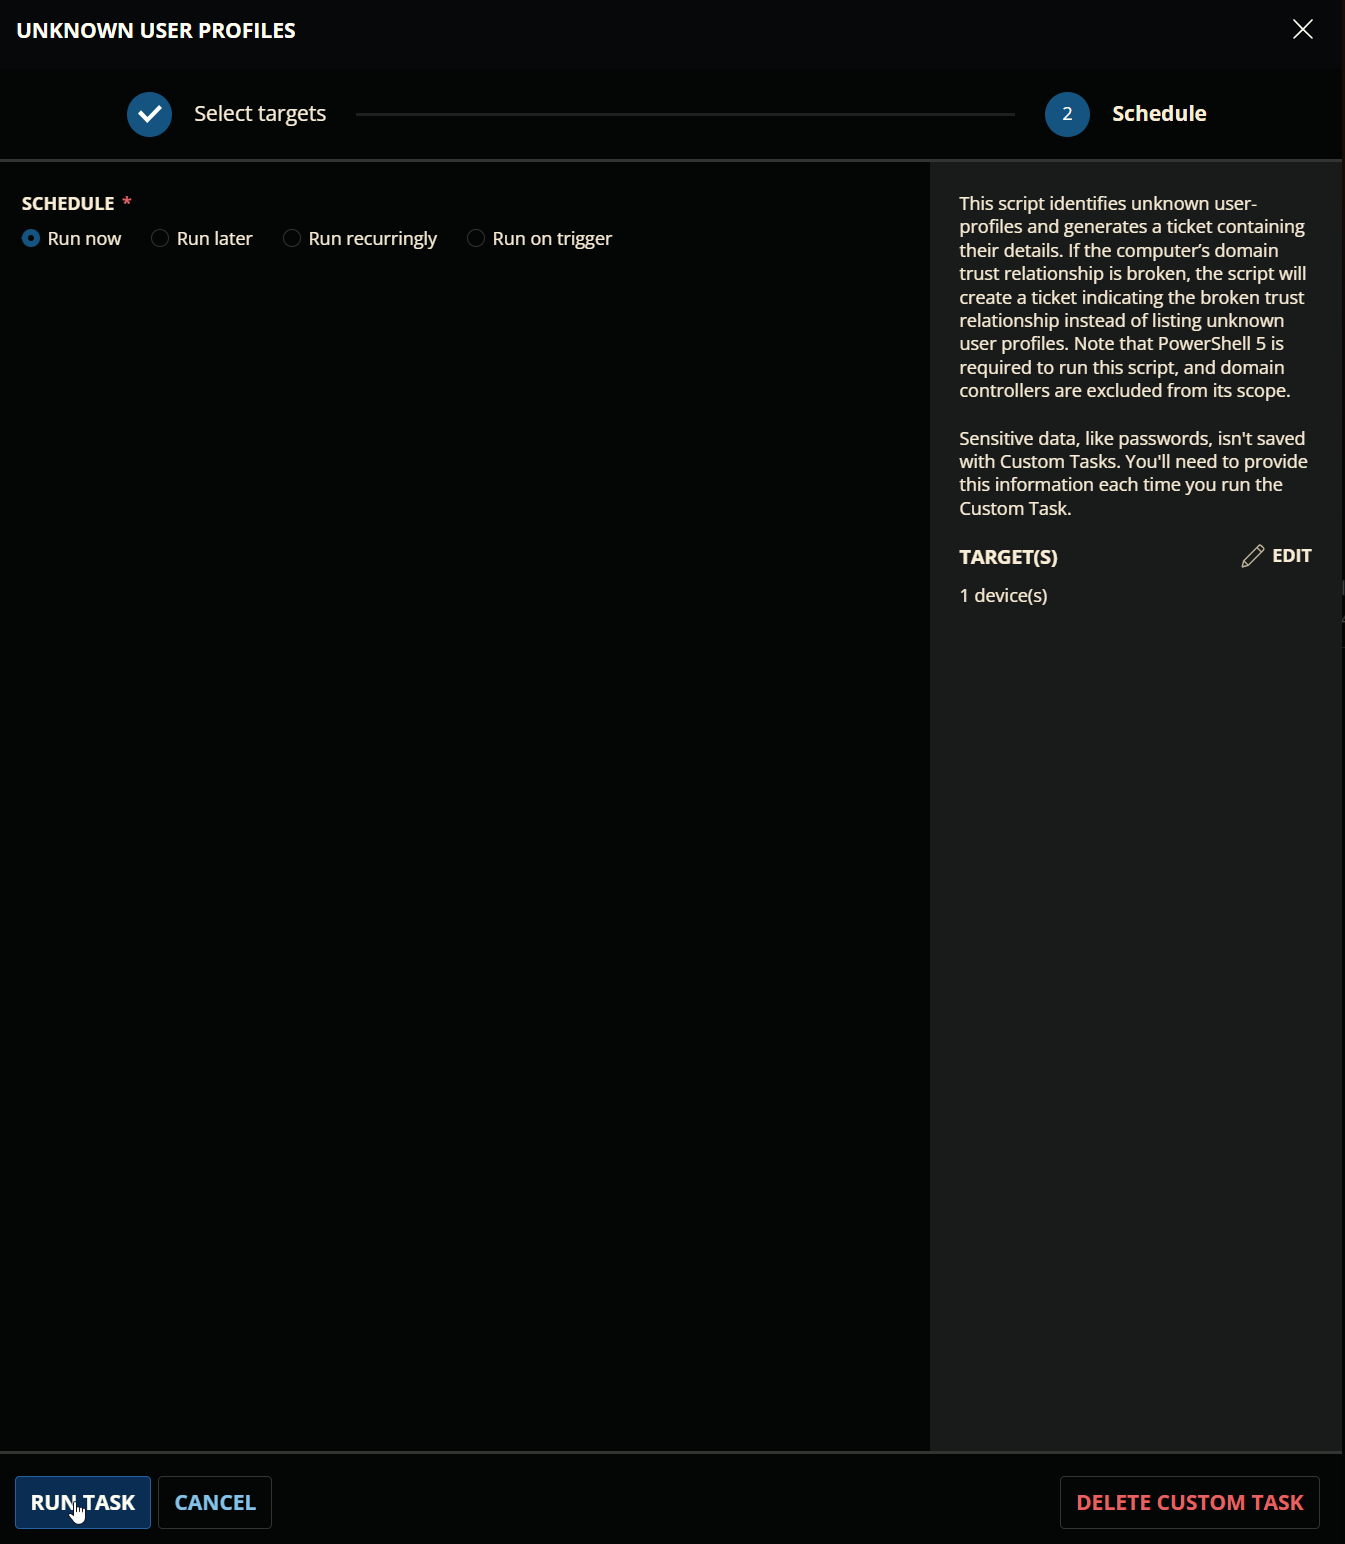 UNKNOWN USER PROFILES
Select targets
2 Schedule
SCHEDULE *
Run now Run later Run recurringly Run on trigger
This script identifies unknown user-
profiles and generates a ticket containing
their details. If the computer’s domain
trust relationship is broken, the script will
create a ticket indicating the broken trust
relationship instead of listing unknown
user profiles. Note that PowerShell 5 is
required to run this script, and domain
controllers are excluded from its scope.
Sensitive data, like passwords, isn't saved
with Custom Tasks. You'll need to provide
this information each time you run the
Custom Task.
TARGET(S) EDIT
1 device(s)
RUN TASK CANCEL DELETE CUSTOM TASK